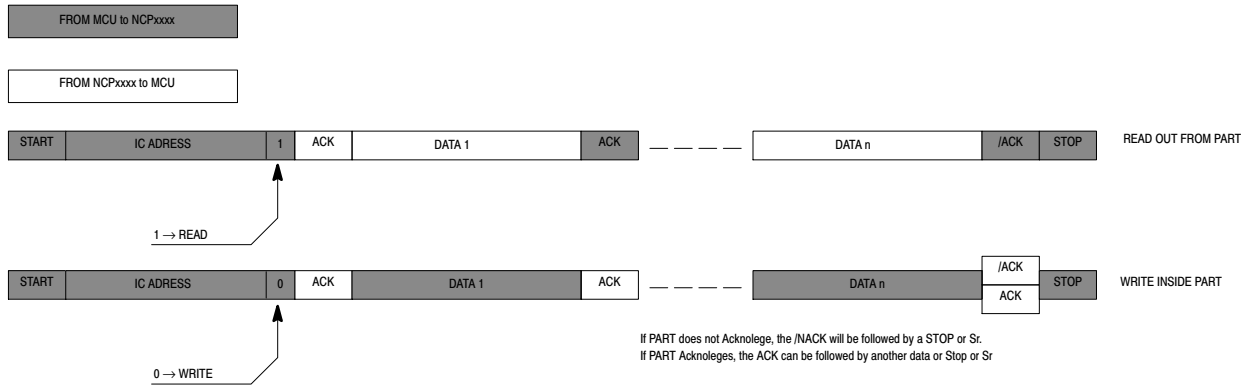 FROM MCU to NCPxxxx
FROM NCPxxxx to MCU
START IC ADRESS 1 ACK DATA 1 ACK DATA n /ACK STOP READ OUT FROM PART
1 → READ
START IC ADRESS 0 ACK DATA 1 ACK DATA n /ACK ACK STOP WRITE INSIDE PART
If PART does not Acknolege, the /NACK will be followed by a STOP or Sr.
If PART Acknoleges, the ACK can be followed by another data or Stop or Sr
0 → WRITE